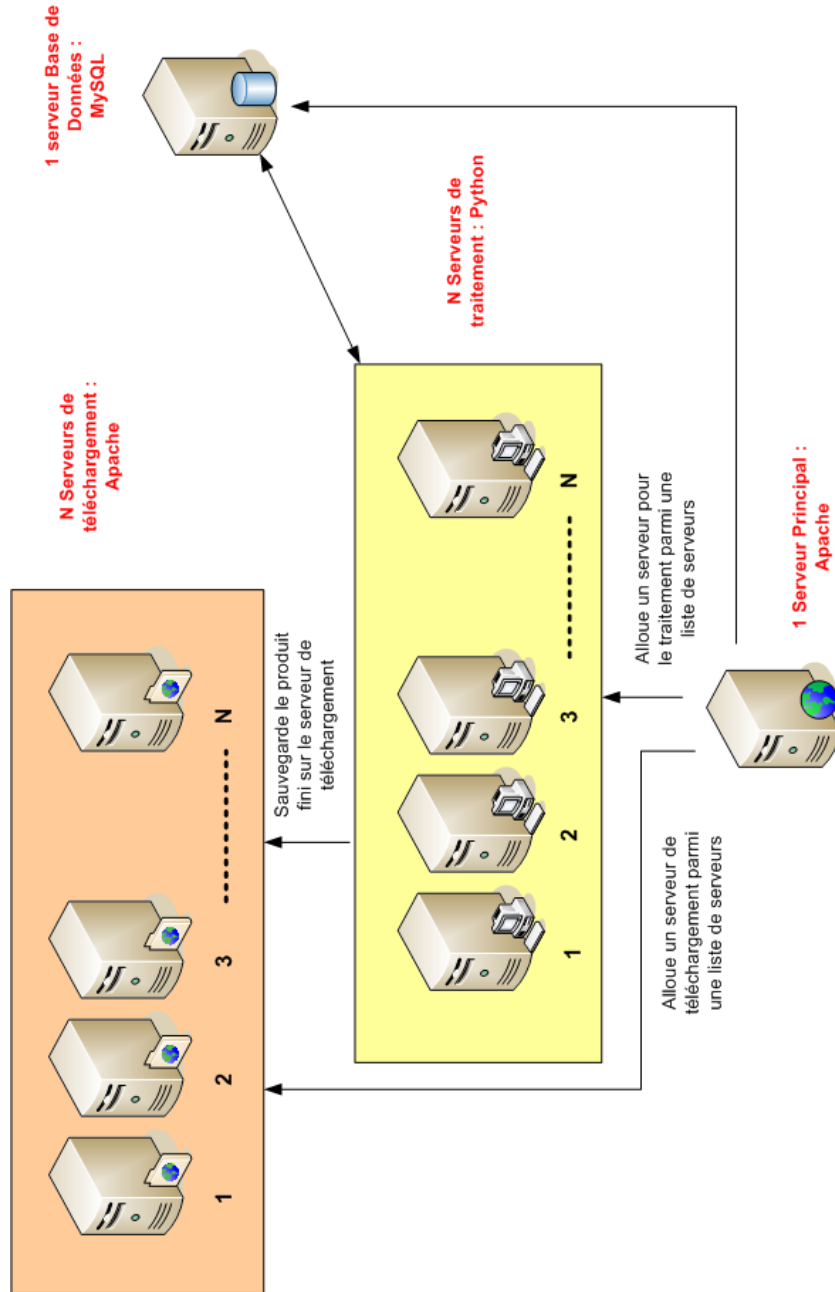 1 serveur Base de
Données :
MySQL
N Serveurs de
téléchargement :
Apache
N Serveurs de
traitement : Python
1
2
3
N
Sauvegarde le produit
fini sur le serveur de
téléchargement
1
2
3
N
Alloue un serveur de
téléchargement parmi
une liste de serveurs
Alloue un serveur pour
le traitement parmi une
liste de serveurs
1 Serveur Principal :
Apache